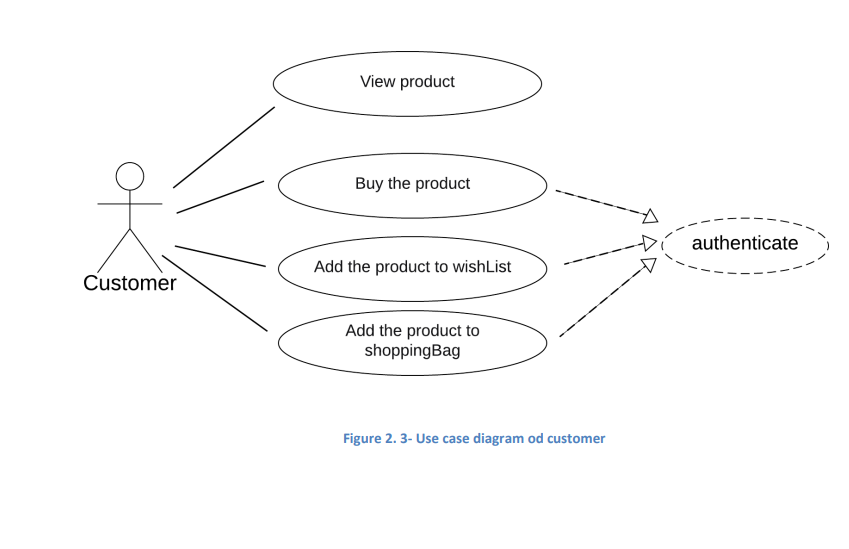 View product
Buy the product
Add the product to wishList
Add the product to
shoppingBag
Customer
authenticate
Figure 2. 3- Use case diagram od customer